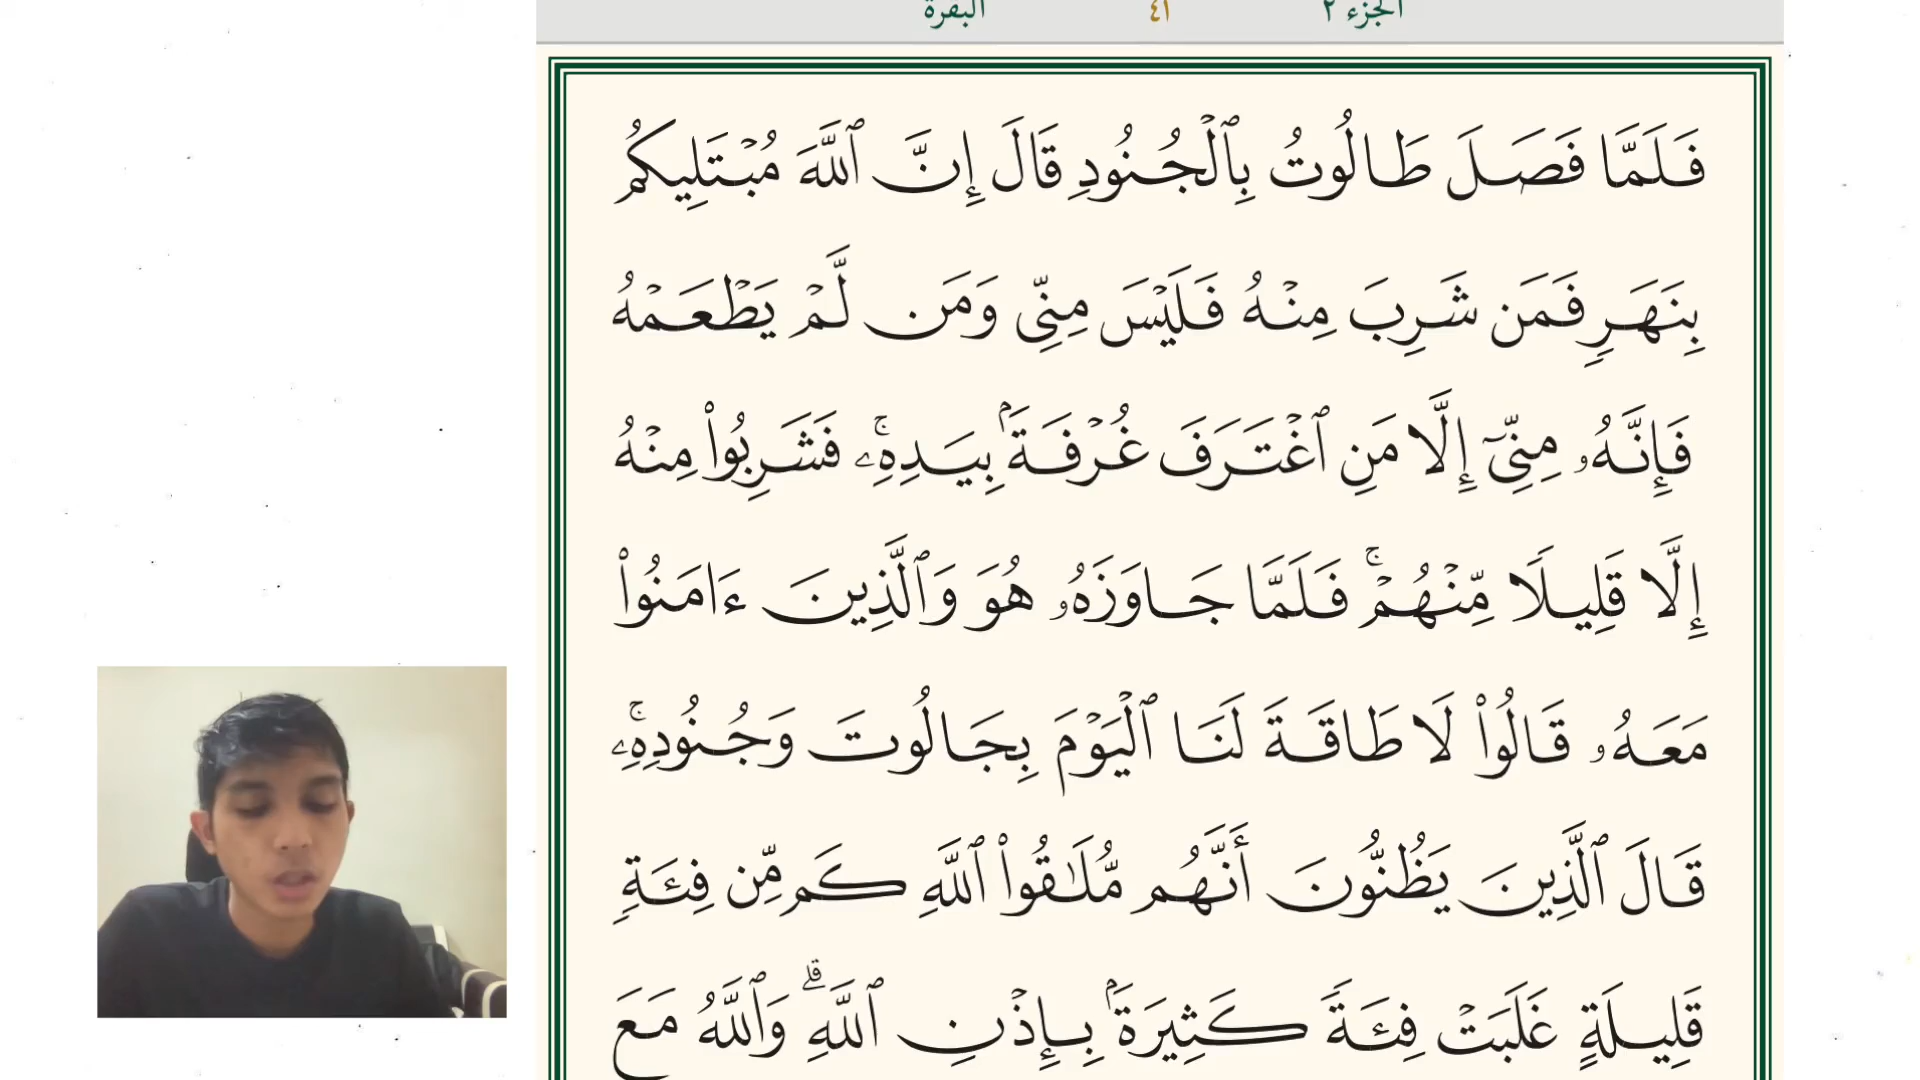 الجزء ٢ ٤١ البقرة
فَلَمَّا فَصَلَ طَالُوتُ بِٱلْجُنُودِ قَالَ إِنَّ ٱللَّهَ مُبْتَلِيكُم
بِنَهَرٍ فَمَن شَرِبَ مِنْهُ فَلَيْسَ مِنِّى وَمَن لَّمْ يَطْعَمْهُ
فَإِنَّهُۥ مِنِّىٓ إِلَّا مَنِ ٱغْتَرَفَ غُرْفَةًۢ بِيَدِهِۦۚ فَشَرِبُوا۟ مِنْهُ
إِلَّا قَلِيلًا مِّنْهُمْۚ فَلَمَّا جَاوَزَهُۥ هُوَ وَٱلَّذِينَ ءَامَنُوا۟
مَعَهُۥ قَالُوا۟ لَا طَاقَةَ لَنَا ٱلْيَوْمَ بِجَالُوتَ وَجُنُودِهِۦۚ
قَالَ ٱلَّذِينَ يَظُنُّونَ أَنَّهُم مُّلَٰقُوا۟ ٱللَّهِ كَم مِّن فِئَةٍ
قَلِيلَةٍ غَلَبَتْ فِئَةً كَثِيرَةًۢ بِإِذْنِ ٱللَّهِۗ وَٱللَّهُ مَعَ